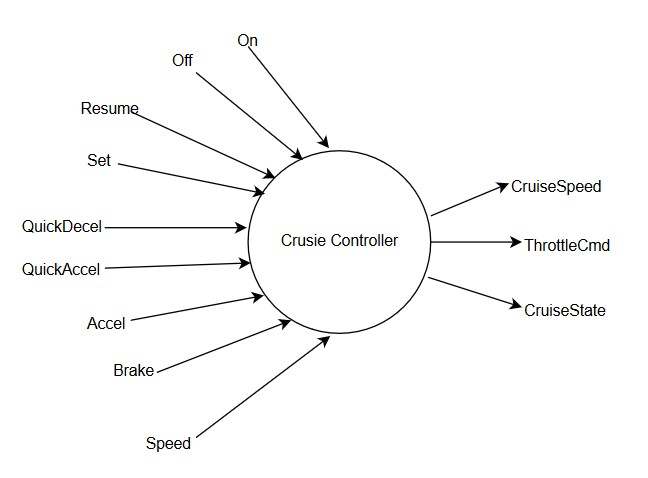 On
Off
Resume
Set
QuickDecel
QuickAccel
Accel
Brake
Speed
Crusie Controller
CruiseSpeed
ThrottleCmd
CruiseState